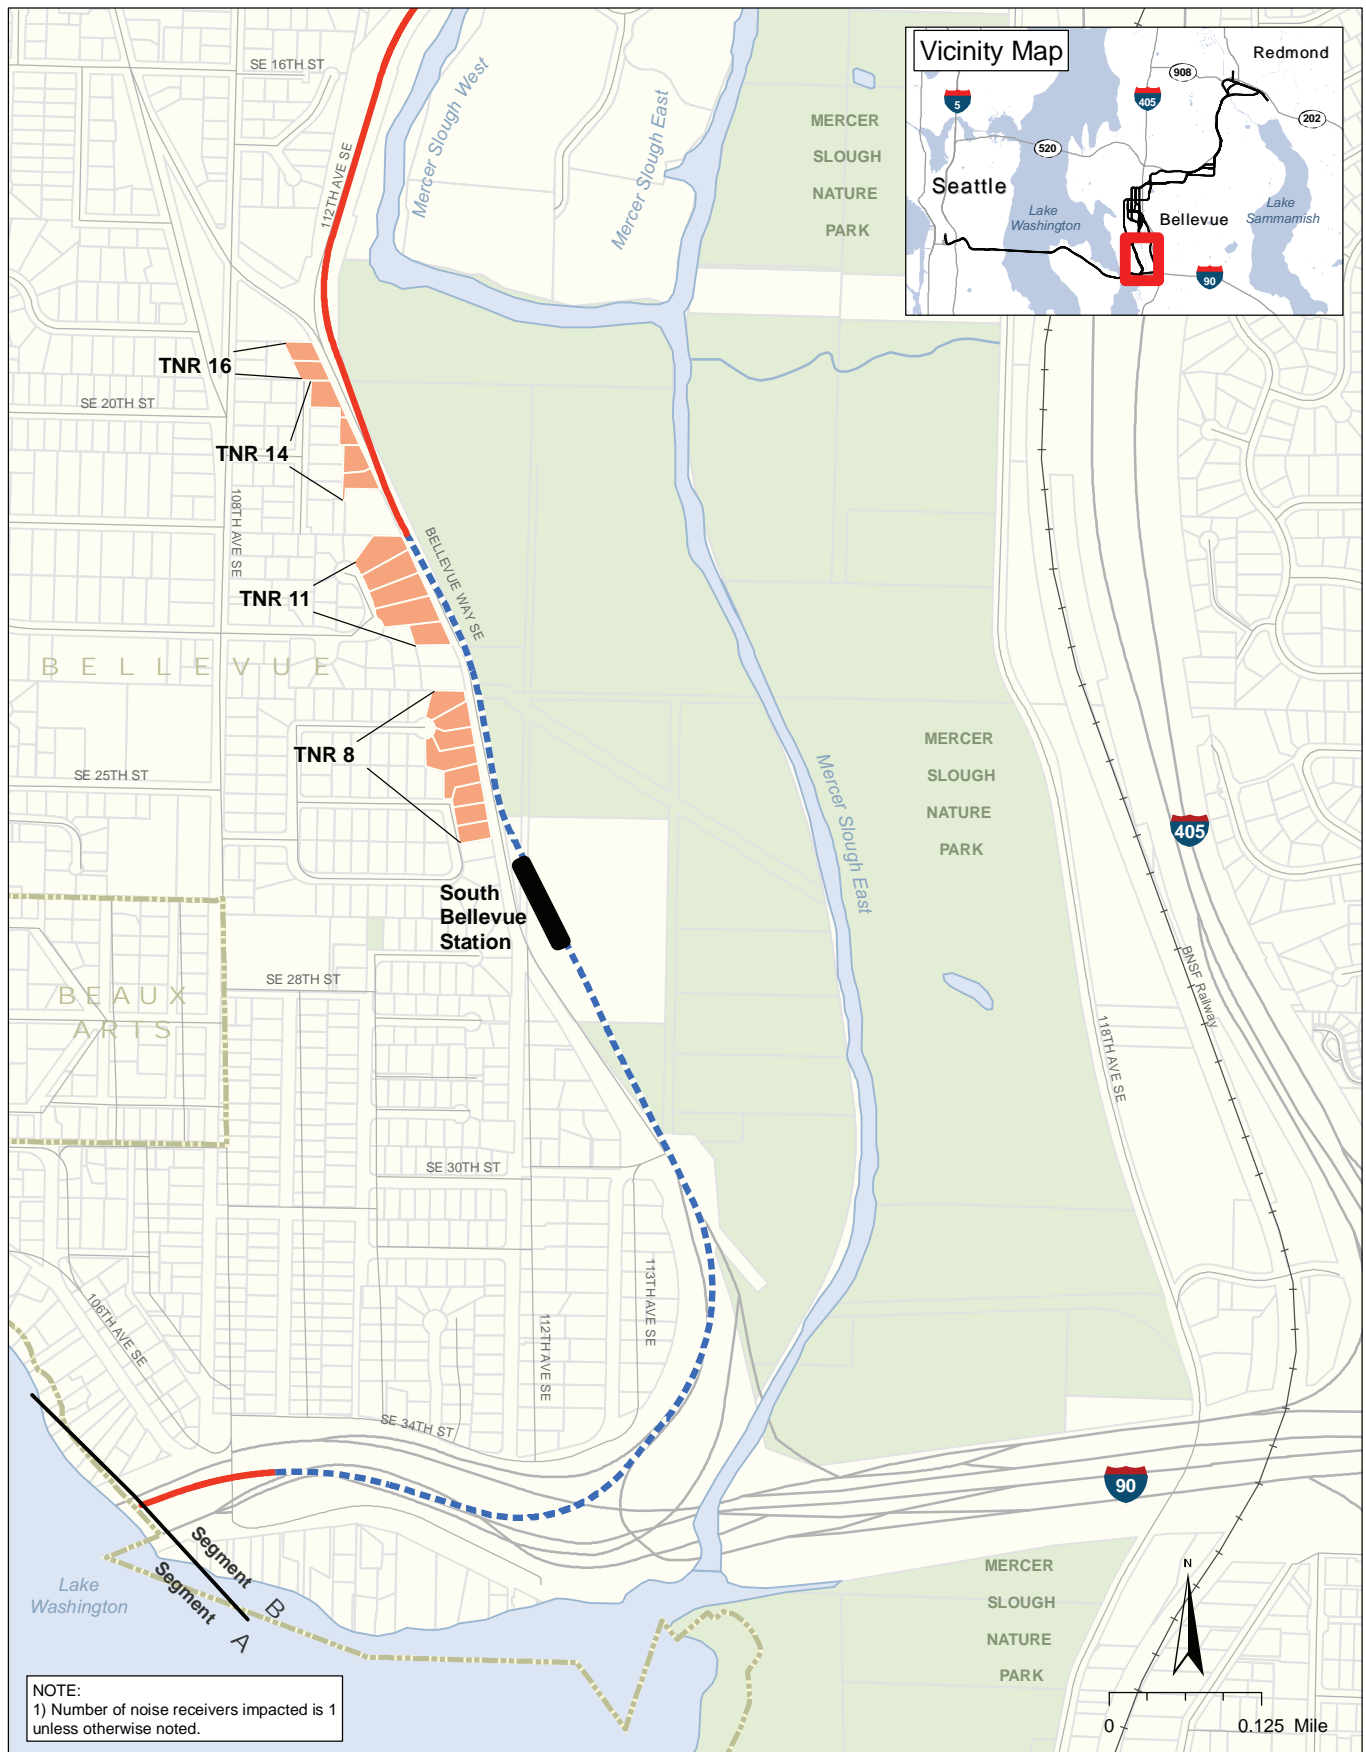 Vicinity Map
Redmond
908
5
405
202
520
Seattle
Lake
Washington
Bellevue
Lake
Sammamish
90
SE 16TH ST
112TH AVE SE
Mercer Slough West
Mercer Slough East
MERCER
SLOUGH
NATURE
PARK
TNR 16
SE 20TH ST
TNR 14
108TH AVE SE
BELLEVUE WAY SE
TNR 11
BELLEVUE
TNR 8
SE 25TH ST
MERCER
SLOUGH
NATURE
PARK
Mercer Slough East
405
South
Bellevue
Station
SE 28TH ST
BEAUX
ARTS
BNSF Railway
118TH AVE SE
SE 30TH ST
113TH AVE SE
106TH AVE SE
112TH AVE SE
SE 34TH ST
90
Segment B
Segment A
Lake
Washington
MERCER
SLOUGH
NATURE
PARK
N
NOTE:
1) Number of noise receivers impacted is 1
unless otherwise noted.
0 0.125 Mile